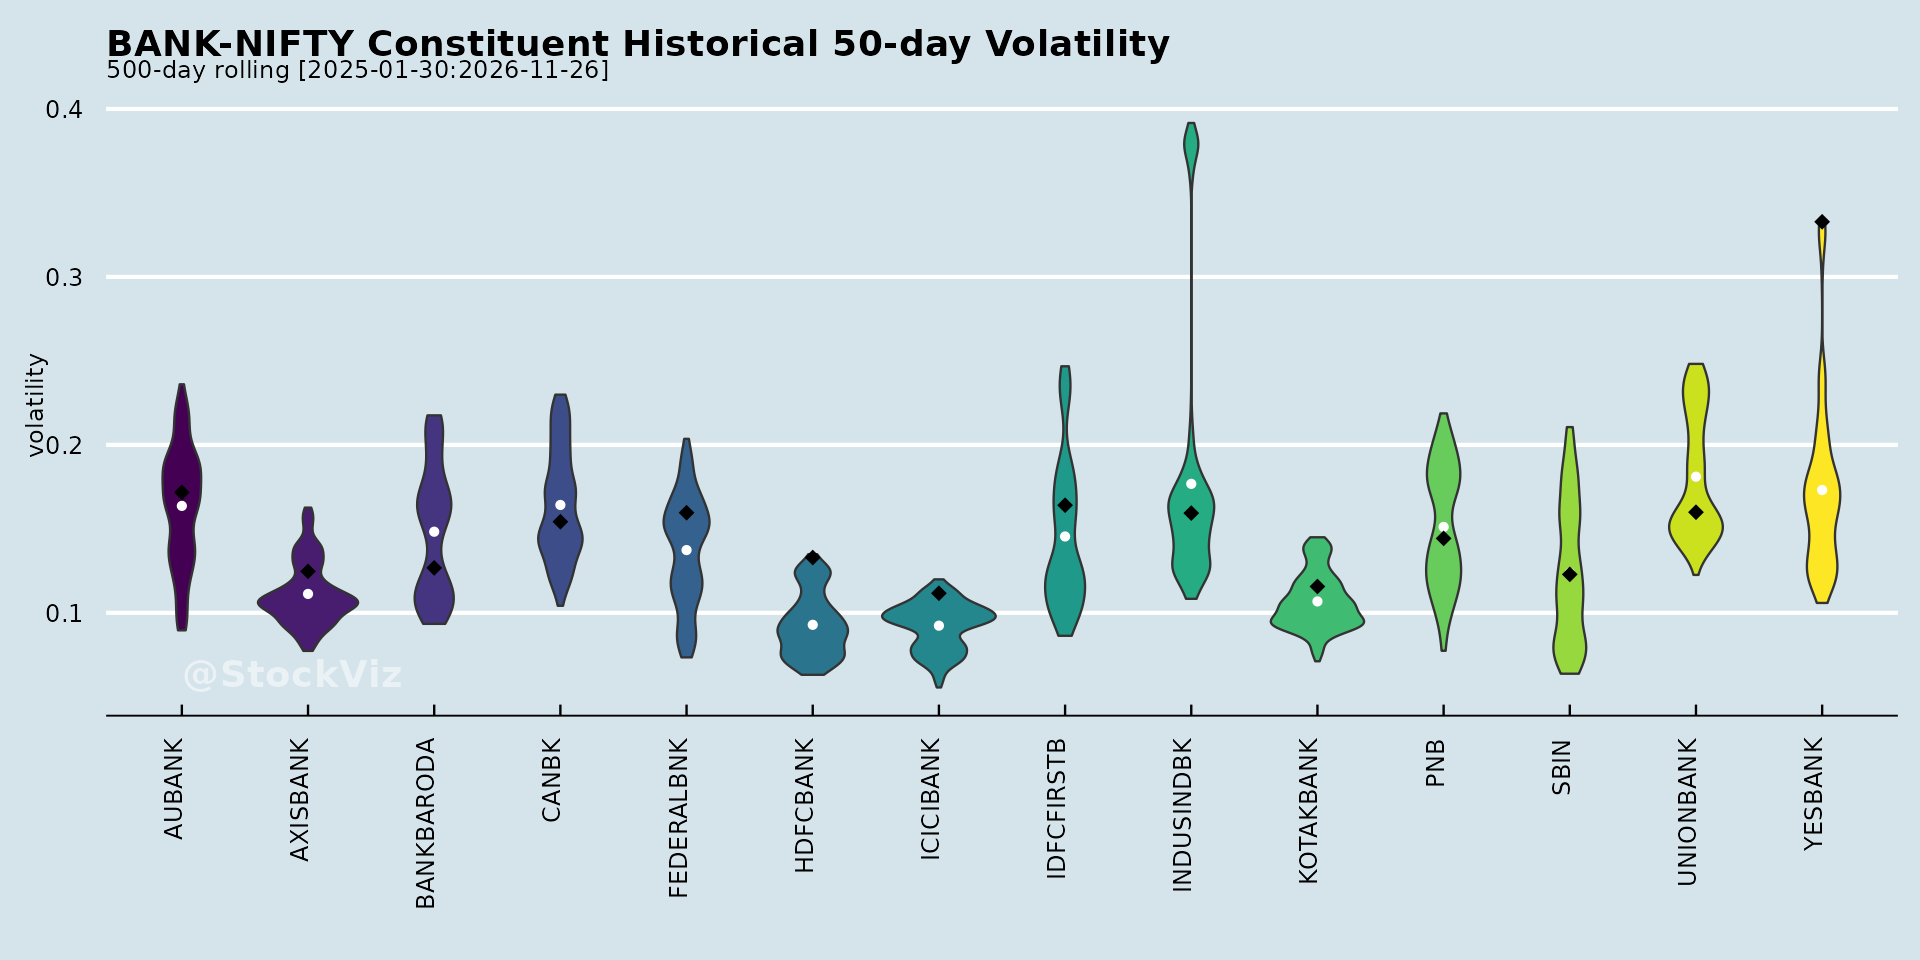 BANK-NIFTY Constituent Historical 50-day Volatility
500-day rolling [2025-01-30:2026-11-26]
0.4
0.3
0.2
0.1
volatility
@StockViz
AUBANK
AXISBANK
BANKBARODA
CANBK
FEDERALBNK
HDFCBANK
ICICIBANK
IDFCFIRSTB
INDUSINDBK
KOTAKBANK
PNB
SBIN
UNIONBANK
YESBANK